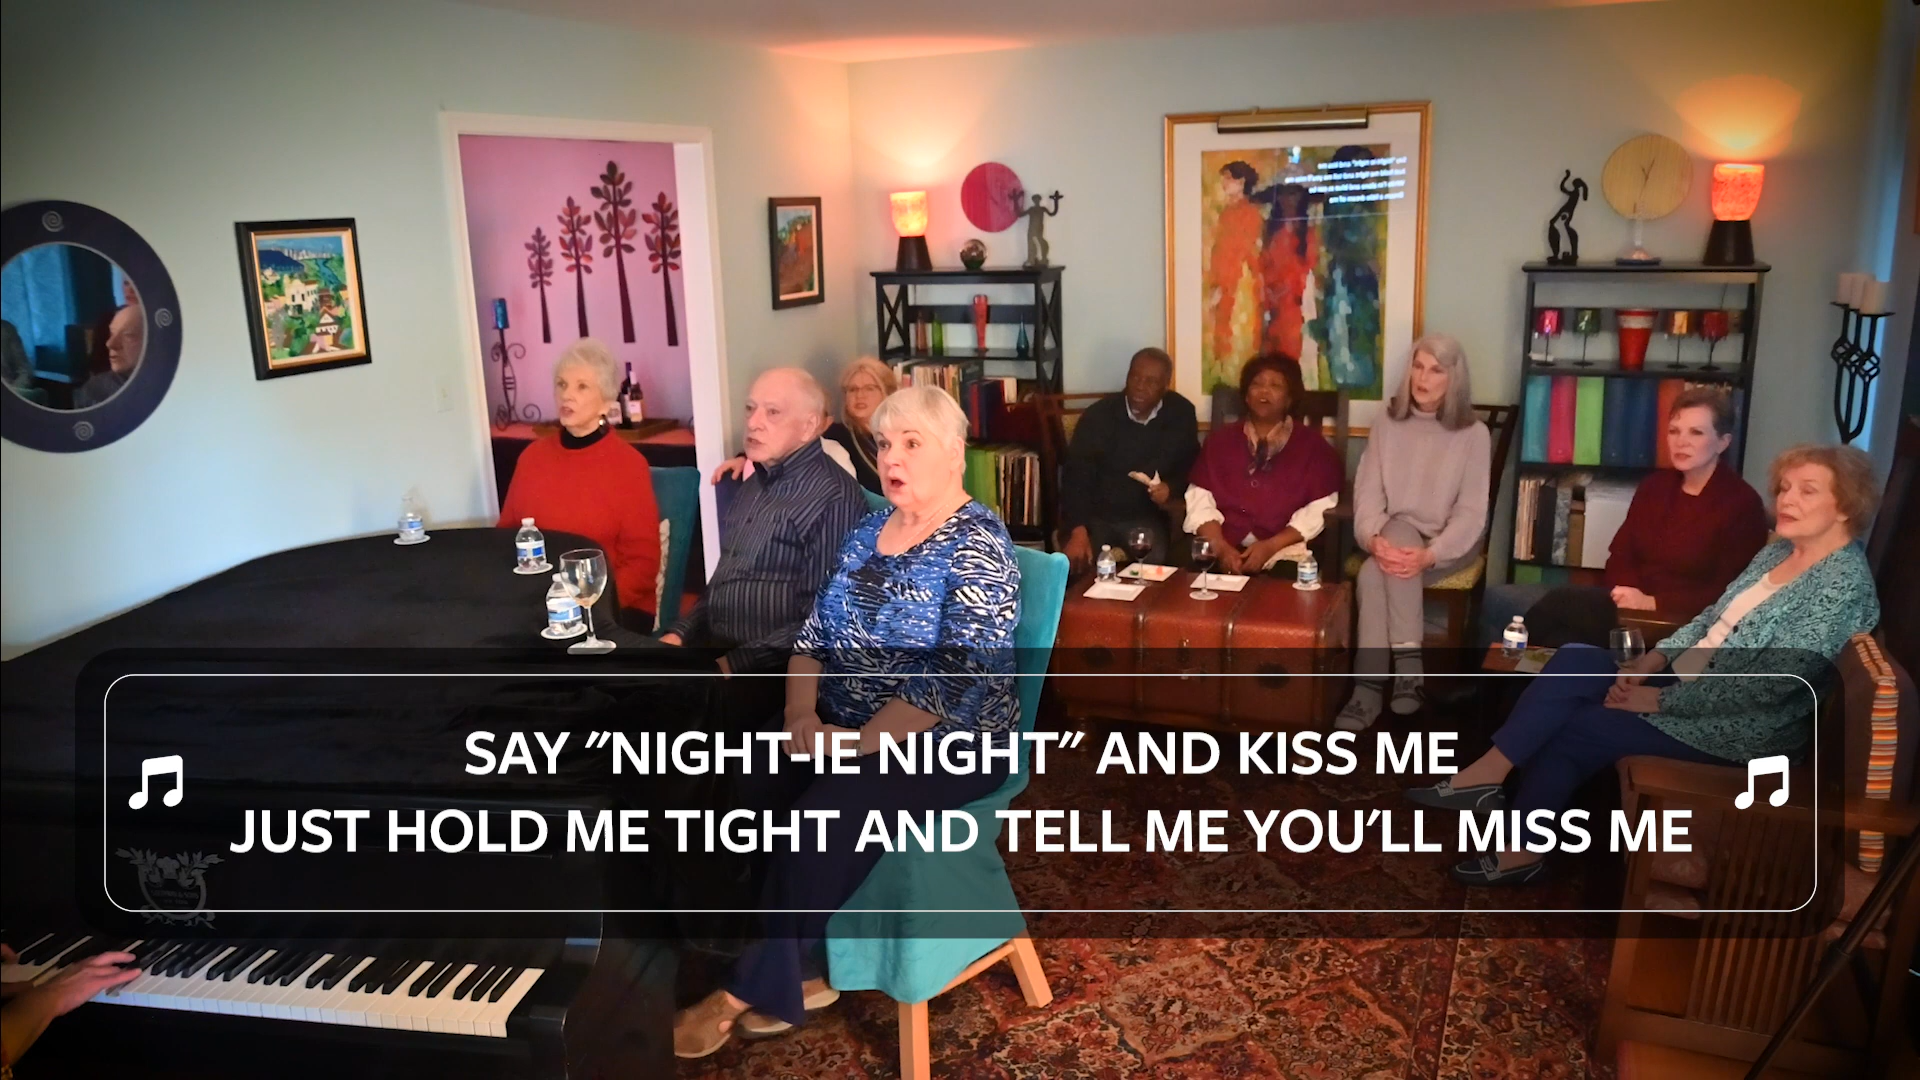 SAY "NIGHT-IE NIGHT" AND KISS ME
JUST HOLD ME TIGHT AND TELL ME YOU'LL MISS ME